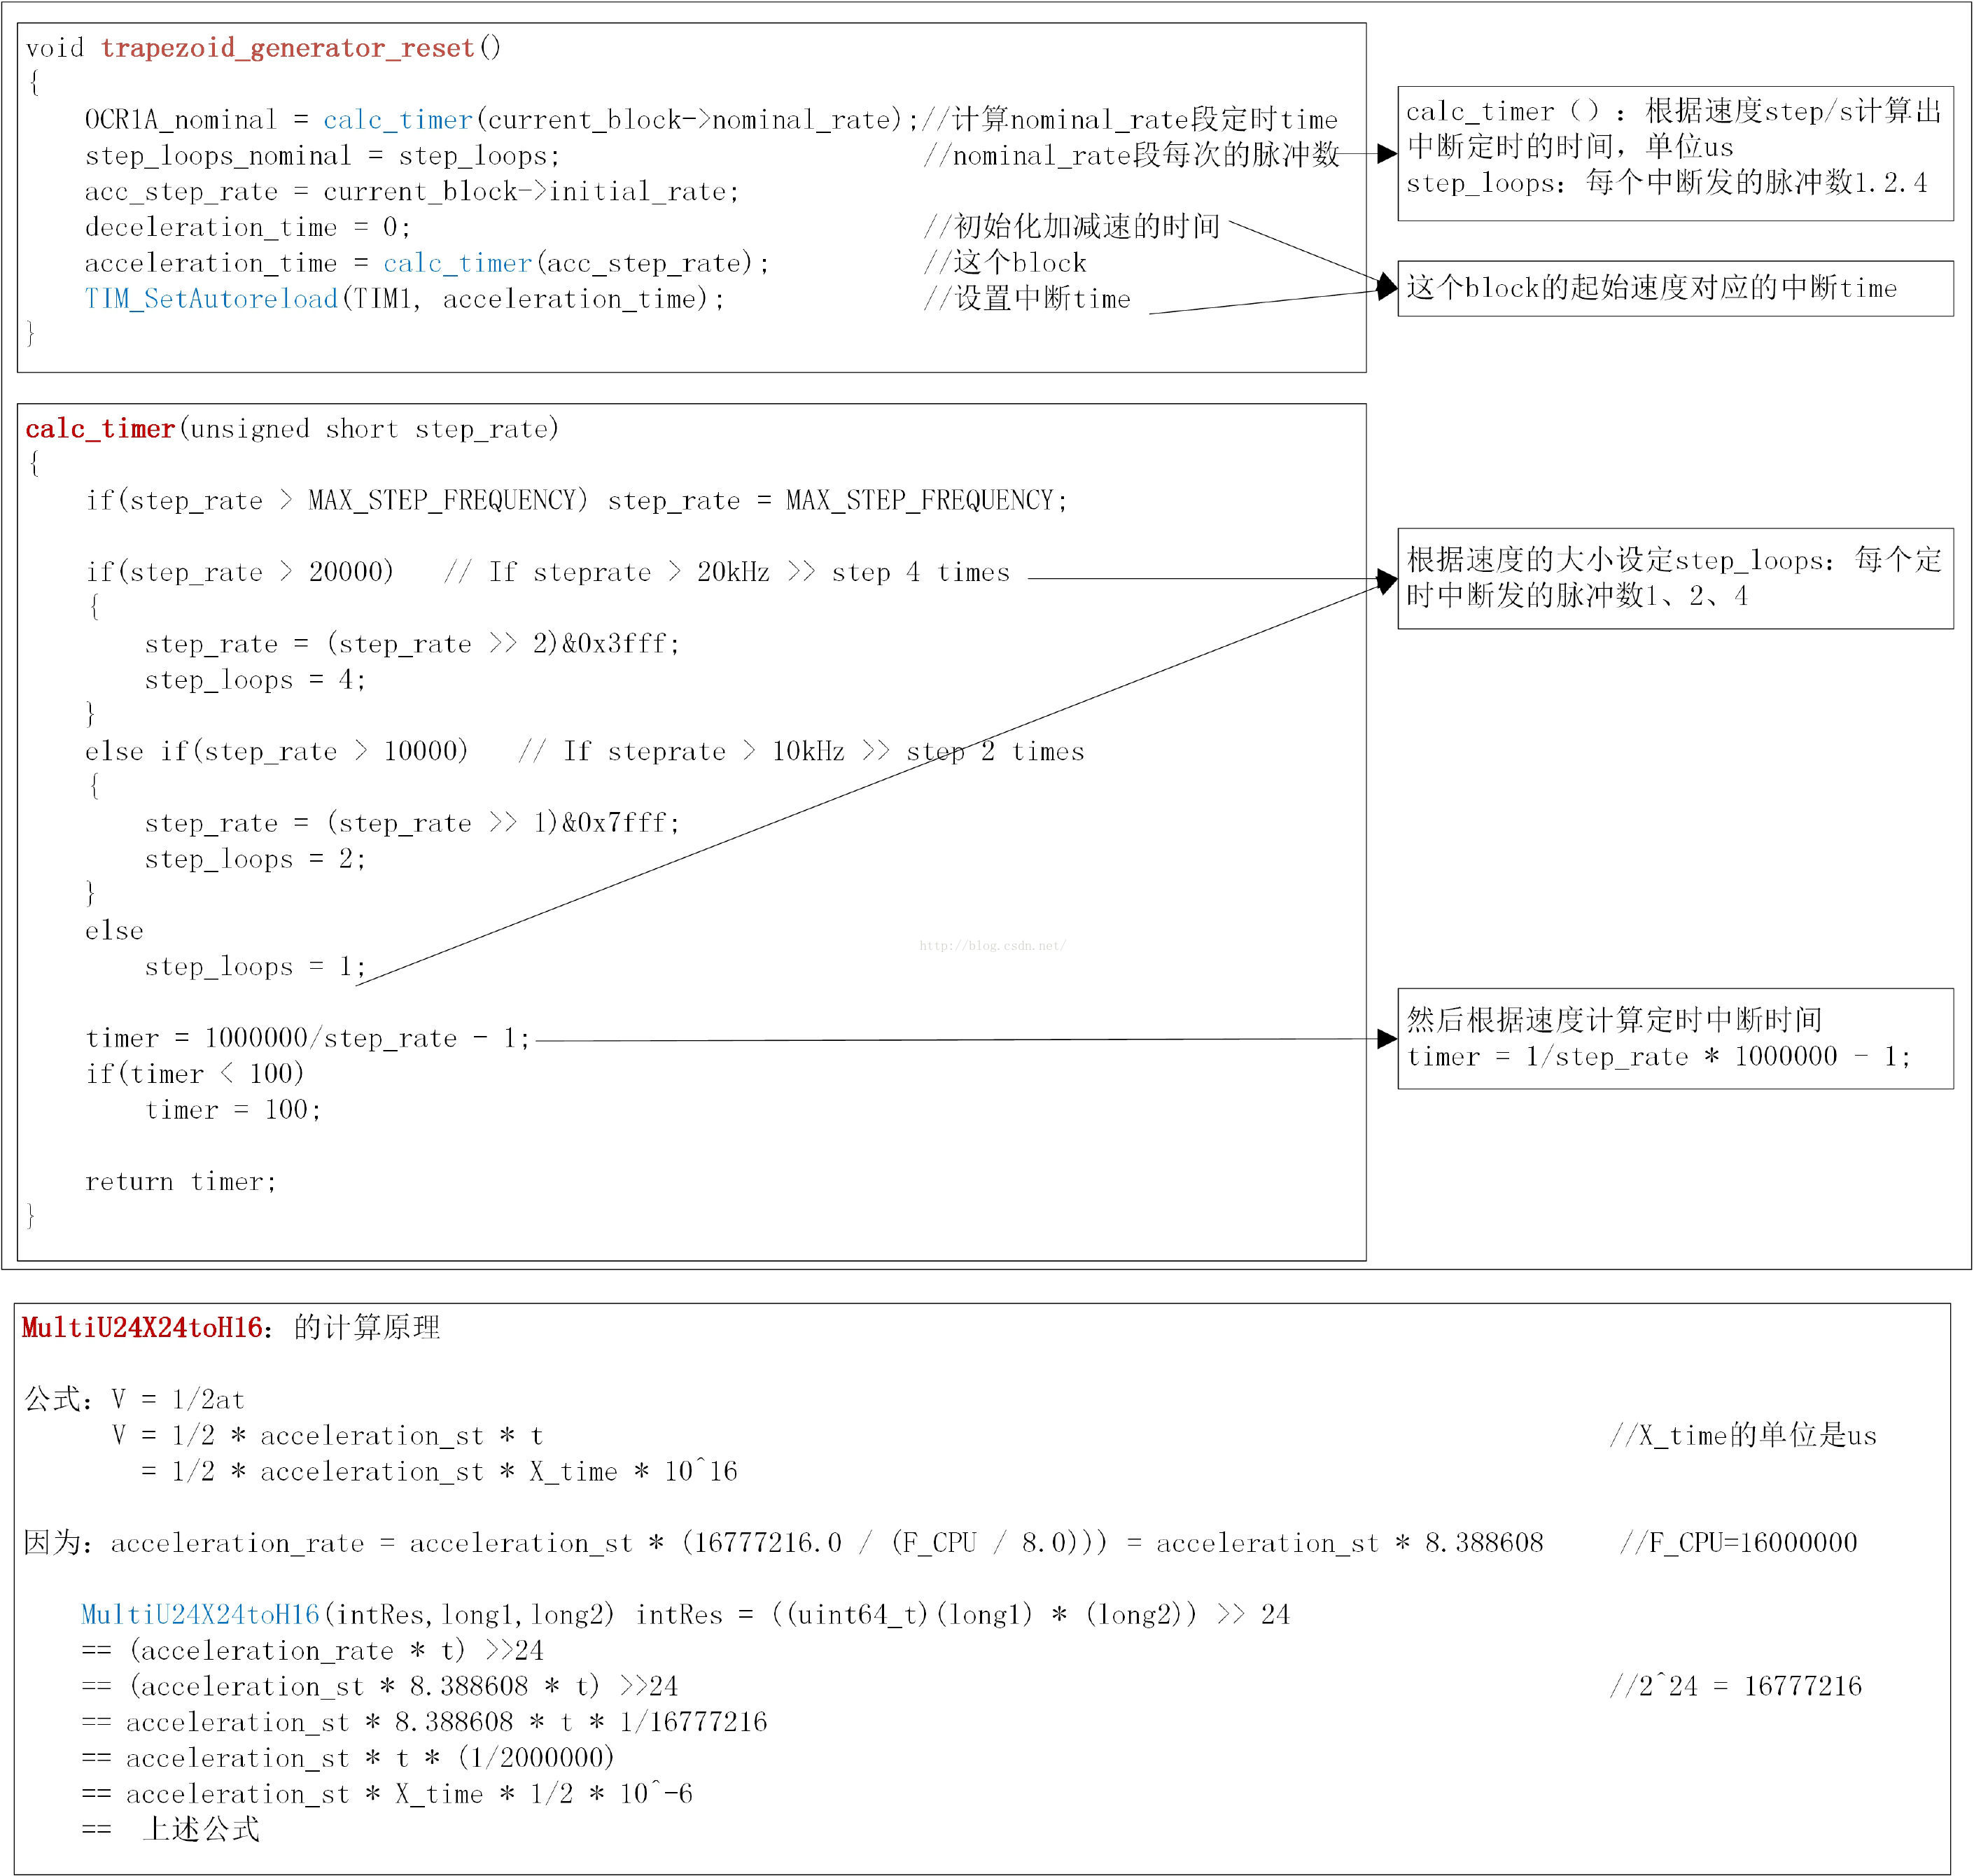 void trapezoid_generator_reset()
{
OCR1A_nominal = calc_timer(current_block->nominal_rate);//计算nominal_rate段定时time
step_loops_nominal = step_loops; //nominal_rate段每次的脉冲数
acc_step_rate = current_block->initial_rate;
deceleration_time = 0; //初始化加减速的时间
acceleration_time = calc_timer(acc_step_rate); //这个block
TIM_SetAutoreload(TIM1, acceleration_time); //设置中断time
}
calc_timer（）：根据速度step/s计算出
中断定时的时间，单位us
step_loops：每个中断发的脉冲数1.2.4
这个block的起始速度对应的中断time
calc_timer(unsigned short step_rate)
{
if(step_rate > MAX_STEP_FREQUENCY) step_rate = MAX_STEP_FREQUENCY;
if(step_rate > 20000) // If steprate > 20kHz >> step 4 times
{
step_rate = (step_rate >> 2)&0x3fff;
step_loops = 4;
}
else if(step_rate > 10000) // If steprate > 10kHz >> step 2 times
{
step_rate = (step_rate >> 1)&0x7fff;
step_loops = 2;
}
else
step_loops = 1;
timer = 1000000/step_rate - 1;
if(timer < 100)
timer = 100;
return timer;
}
根据速度的大小设定step_loops：每个定
时中断发的脉冲数1、2、4
http://blog.csdn.net/
然后根据速度计算定时中断时间
timer = 1/step_rate * 1000000 - 1;
MultiU24X24toH16：的计算原理
公式：V = 1/2at
V = 1/2 * acceleration_st * t //X_time的单位是us
= 1/2 * acceleration_st * X_time * 10^16
因为：acceleration_rate = acceleration_st * (16777216.0 / (F_CPU / 8.0))) = acceleration_st * 8.388608 //F_CPU=16000000
MultiU24X24toH16(intRes,long1,long2) intRes = ((uint64_t)(long1) * (long2)) >> 24
== (acceleration_rate * t) >>24
== (acceleration_st * 8.388608 * t) >>24 //2^24 = 16777216
== acceleration_st * 8.388608 * t * 1/16777216
== acceleration_st * t * (1/2000000)
== acceleration_st * X_time * 1/2 * 10^-6
== 上述公式